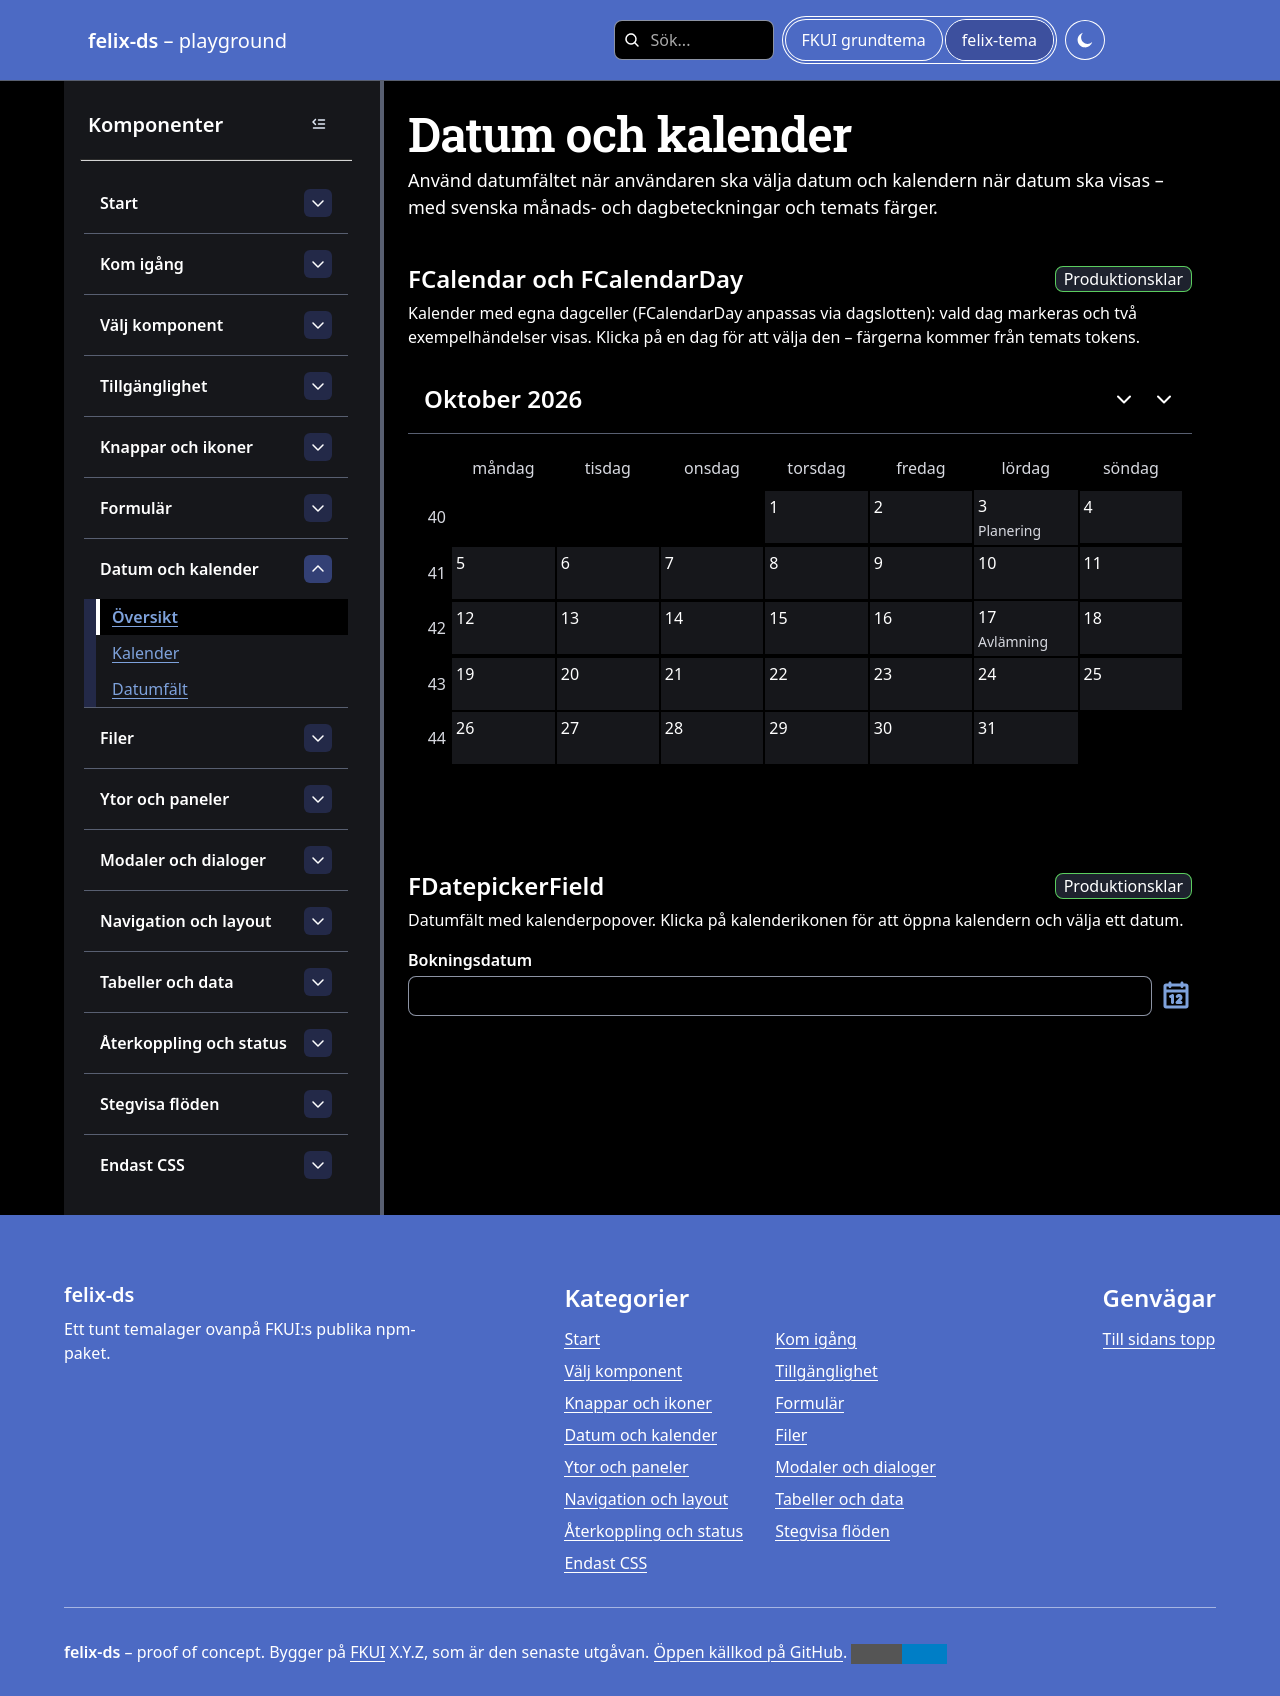 felix-ds – playground
Sök...
FKUI grundtema
felix-tema
Komponenter
Start
Kom igång
Välj komponent
Tillgänglighet
Knappar och ikoner
Formulär
Datum och kalender
Översikt
Kalender
Datumfält
Filer
Ytor och paneler
Modaler och dialoger
Navigation och layout
Tabeller och data
Återkoppling och status
Stegvisa flöden
Endast CSS
Datum och kalender
Använd datumfältet när användaren ska välja datum och kalendern när datum ska visas –
med svenska månads- och dagbeteckningar och temats färger.
FCalendar och FCalendarDay
Produktionsklar
Kalender med egna dagceller (FCalendarDay anpassas via dagslotten): vald dag markeras och två
exempelhändelser visas. Klicka på en dag för att välja den – färgerna kommer från temats tokens.
Oktober 2026
måndag tisdag onsdag torsdag fredag lördag söndag
40 1 2 3 4
Planering
41 5 6 7 8 9 10 11
42 12 13 14 15 16 17 18
Avlämning
43 19 20 21 22 23 24 25
44 26 27 28 29 30 31
FDatepickerField
Produktionsklar
Datumfält med kalenderpopover. Klicka på kalenderikonen för att öppna kalendern och välja ett datum.
Bokningsdatum
12
felix-ds
Ett tunt temalager ovanpå FKUI:s publika npm-
paket.
Kategorier
Start
Kom igång
Välj komponent
Tillgänglighet
Knappar och ikoner
Formulär
Datum och kalender
Filer
Ytor och paneler
Modaler och dialoger
Navigation och layout
Tabeller och data
Återkoppling och status
Stegvisa flöden
Endast CSS
Genvägar
Till sidans topp
felix-ds – proof of concept. Bygger på FKUI X.Y.Z, som är den senaste utgåvan. Öppen källkod på GitHub.